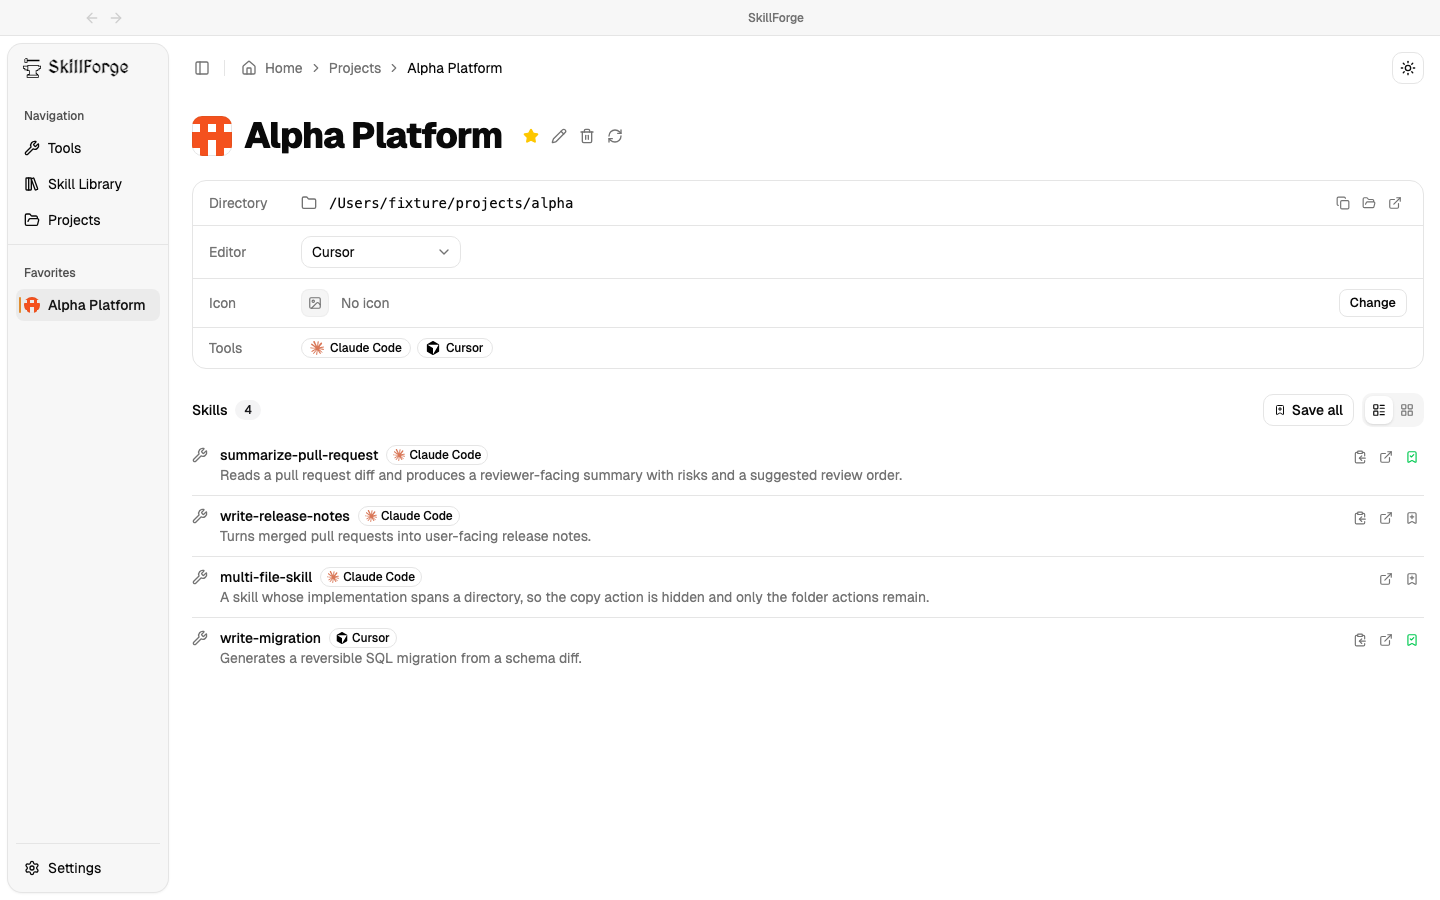 SkillForge
SkillForge
Home
Projects
Alpha Platform
Navigation
Tools
Skill Library
Projects
Favorites
Alpha Platform
Settings
Alpha Platform
Directory
/Users/fixture/projects/alpha
Editor
Cursor
Icon
No icon
Change
Tools
Claude Code
Cursor
Skills
4
Save all
summarize-pull-request
Claude Code
Reads a pull request diff and produces a reviewer-facing summary with risks and a suggested review order.
write-release-notes
Claude Code
Turns merged pull requests into user-facing release notes.
multi-file-skill
Claude Code
A skill whose implementation spans a directory, so the copy action is hidden and only the folder actions remain.
write-migration
Cursor
Generates a reversible SQL migration from a schema diff.